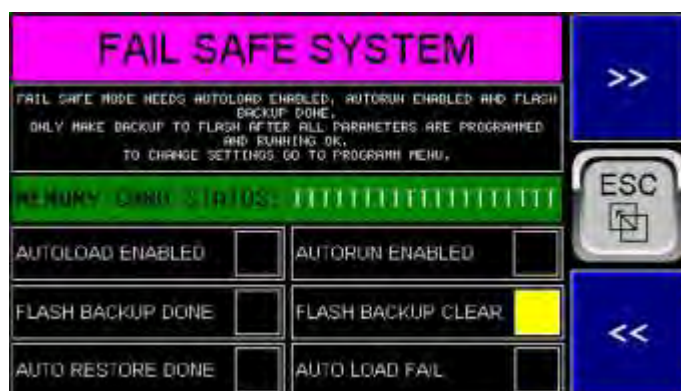 FAIL SAFE SYSTEM
>>
FAIL SAFE MODE NEEDS AUTOLOAD ENABLED, AUTORUN ENABLED AND FLASH
BACKUP DONE.
ONLY MAKE BACKUP TO FLASH AFTER ALL PARAMETERS ARE PROGRAMMED
AND RUNNING OK.
TO CHANGE SETTINGS GO TO PROGRAMM MENU.
ESC
MEMORY CARD STATUS:
AUTOLOAD ENABLED
AUTORUN ENABLED
FLASH BACKUP DONE
FLASH BACKUP CLEAR
<<
AUTO RESTORE DONE
AUTO LOAD FAIL